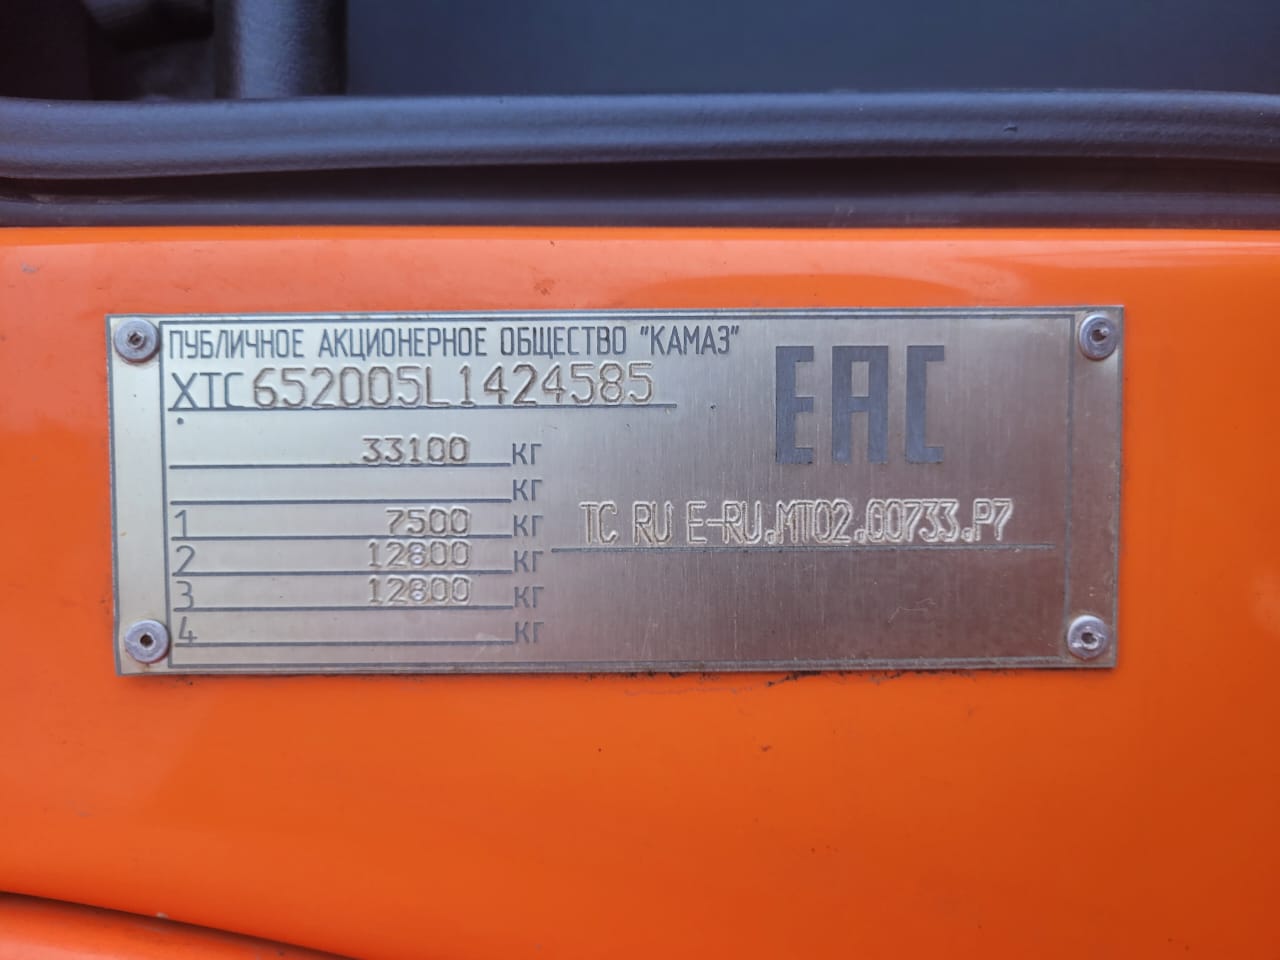 ПУБЛИЧНОЕ АКЦИОНЕРНОЕ ОБЩЕСТВО "КАМАЗ"
XTC652005L1424585
EAC
33100 КГ
КГ
1 7500 КГ
2 12800 КГ
3 12800 КГ
4 КГ
TC RU E-RU.MT02.00733.P7